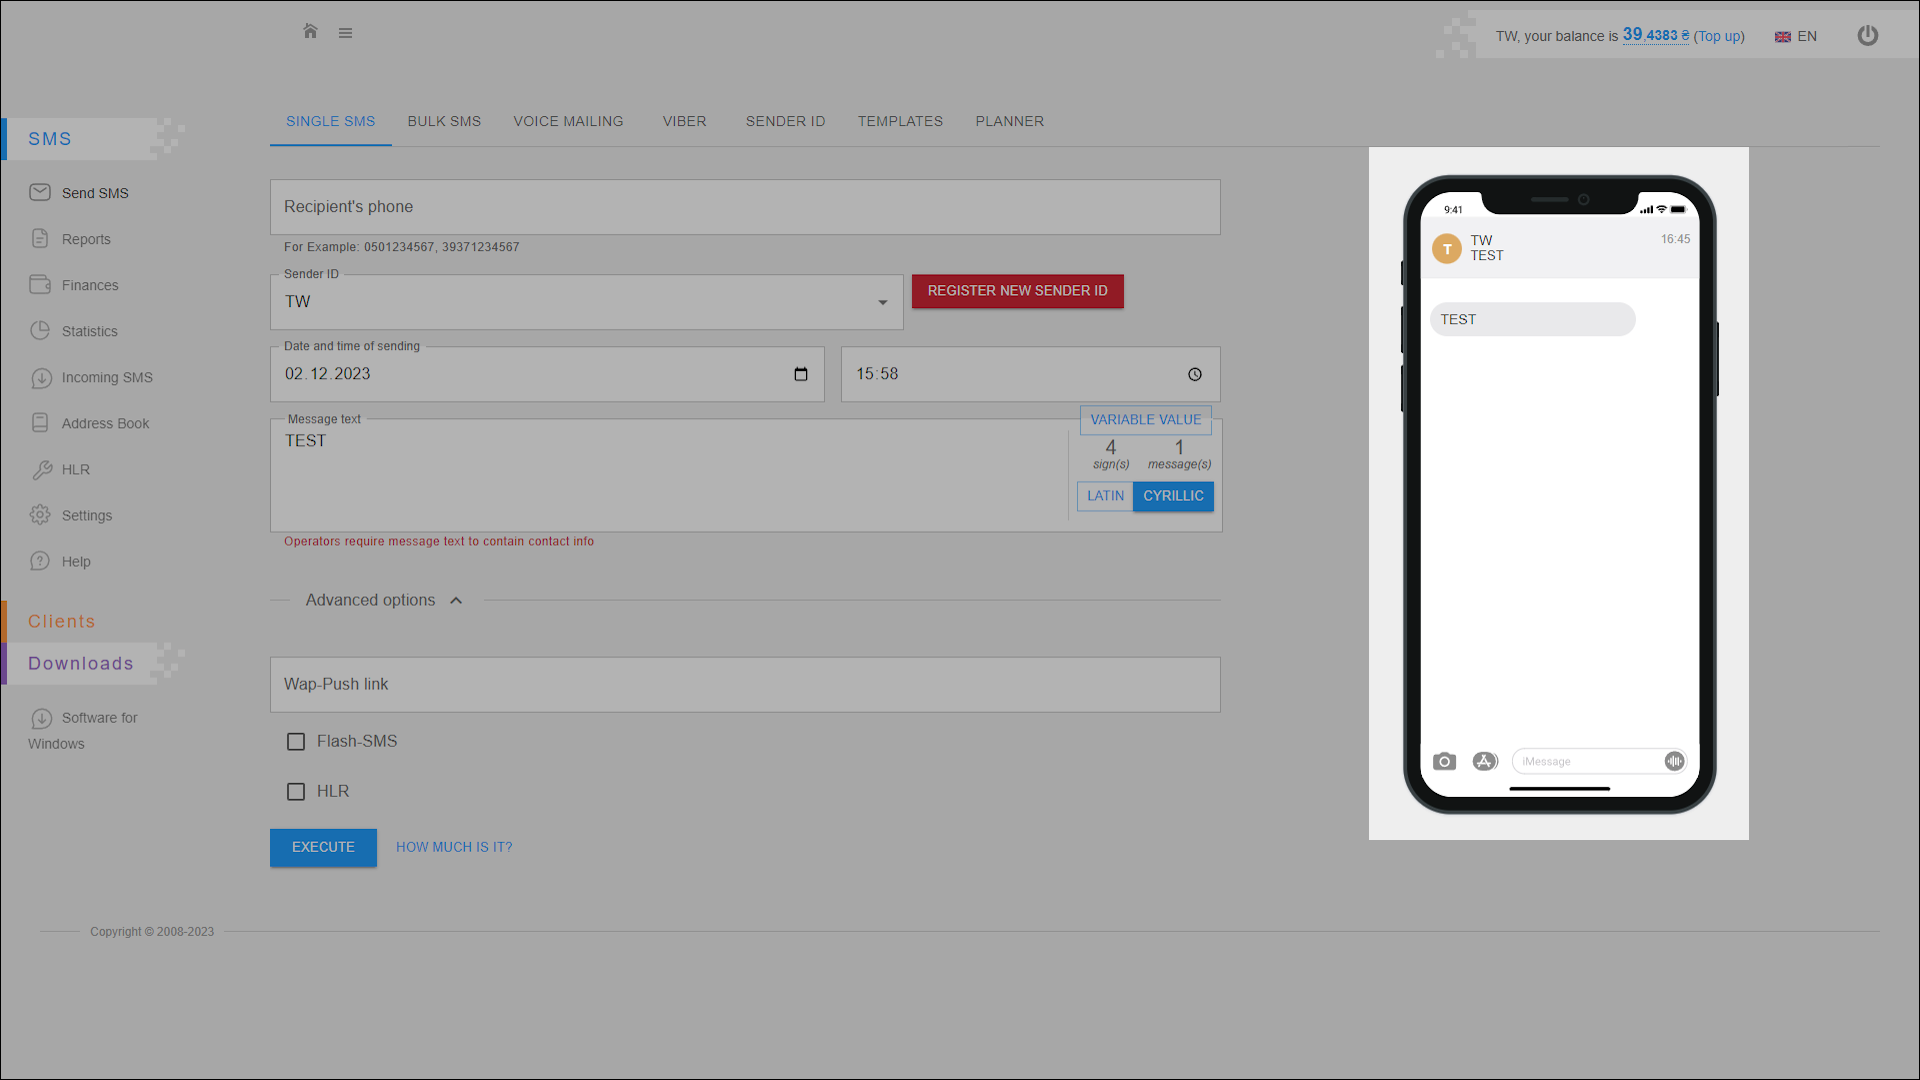 TW, your balance is 39,4383 ₴ (Top up)
EN
SINGLE SMS
BULK SMS
VOICE MAILING
VIBER
SENDER ID
TEMPLATES
PLANNER
SMS
Send SMS
Reports
Finances
Statistics
Incoming SMS
Address Book
HLR
Settings
Help
Clients
Downloads
Software for
Windows
Recipient's phone
For Example: 0501234567, 39371234567
Sender ID
TW
REGISTER NEW SENDER ID
Date and time of sending
02.12.2023
15:58
Message text
TEST
VARIABLE VALUE
4
sign(s)
1
message(s)
LATIN
CYRILLIC
Operators require message text to contain contact info
Advanced options
Wap-Push link
Flash-SMS
HLR
EXECUTE
HOW MUCH IS IT?
9:41
T
TW
TEST
16:45
TEST
iMessage
Copyright © 2008-2023